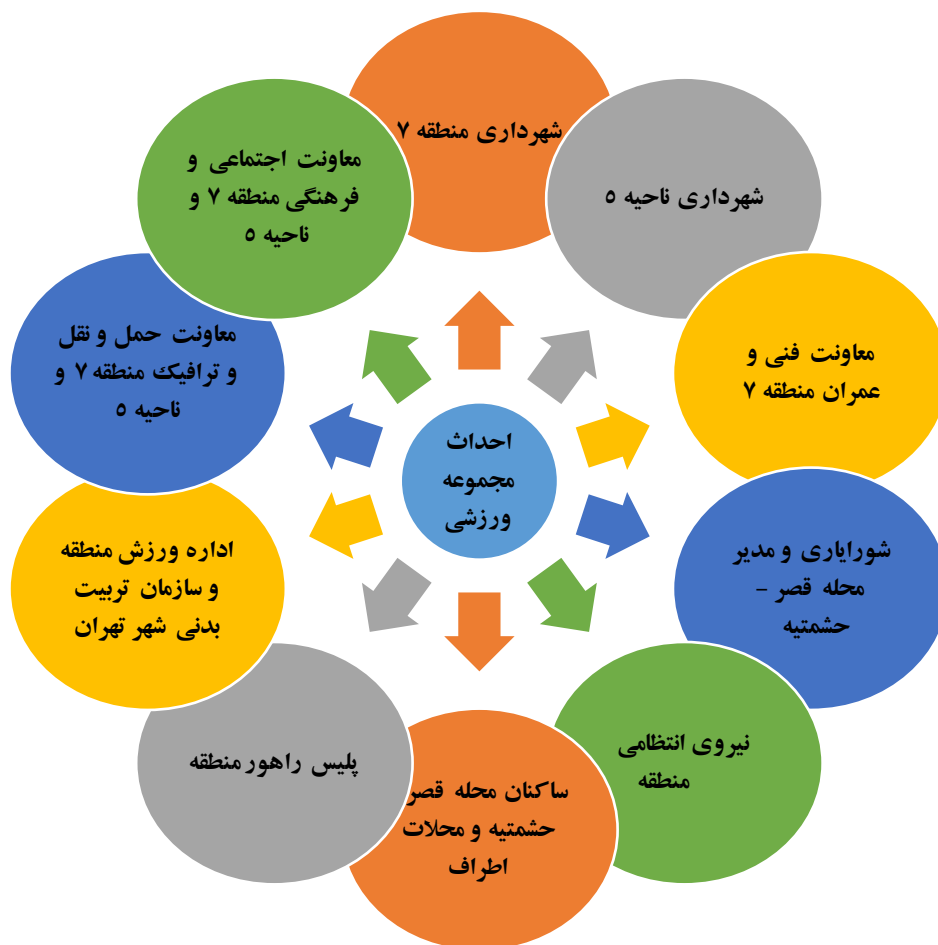 شهرداری منطقه ۷
شهرداری ناحیه ۵
معاونت فنی و
عمران منطقه ۷
شورایاری و مدیر
محله قصر –
حشمتیه
نیروی انتظامی
منطقه
ساکنان محله قصر
حشمتیه و محلات
اطراف
پلیس راهور منطقه
اداره ورزش منطقه
و سازمان تربیت
بدنی شهر تهران
معاونت حمل و نقل
و ترافیک منطقه ۷ و
ناحیه ۵
معاونت اجتماعی و
فرهنگی منطقه ۷ و
ناحیه ۵
احداث
مجموعه
ورزشی